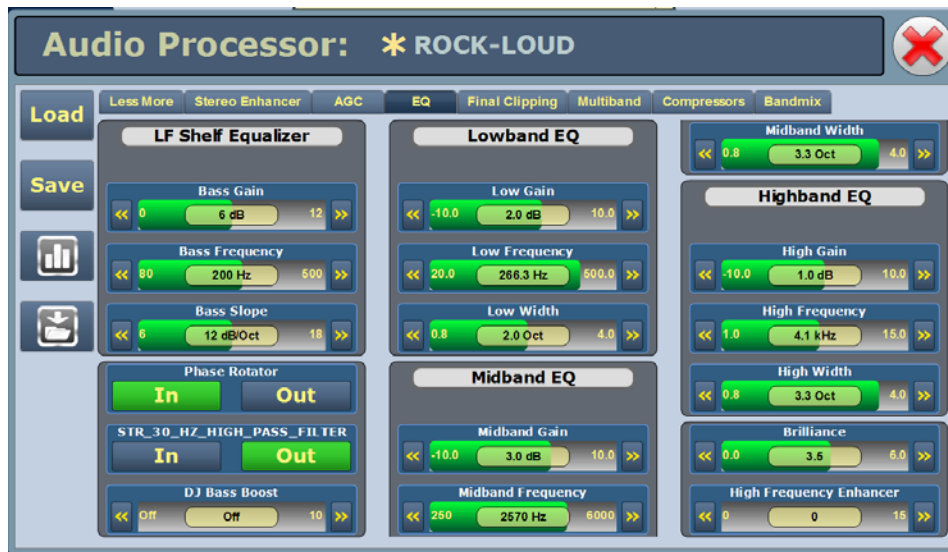 Audio Processor: * ROCK-LOUD
Load
Save
Less More Stereo Enhancer AGC EQ Final Clipping Multiband Compressors Bandmix
LF Shelf Equalizer
Bass Gain
« 0 6 dB 12 »
Bass Frequency
« 80 200 Hz 500 »
Bass Slope
« 6 12 dB/Oct 18 »
Phase Rotator
In Out
STR_30_HZ_HIGH_PASS_FILTER
In Out
DJ Bass Boost
« Off Off 10 »
Lowband EQ
Low Gain
« -10.0 2.0 dB 10.0 »
Low Frequency
« 20.0 266.3 Hz 500.0 »
Low Width
« 0.8 2.0 Oct 4.0 »
Midband EQ
Midband Gain
« -10.0 3.0 dB 10.0 »
Midband Frequency
« 250 2570 Hz 6000 »
Midband Width
« 0.8 3.3 Oct 4.0 »
Highband EQ
High Gain
« -10.0 1.0 dB 10.0 »
High Frequency
« 1.0 4.1 kHz 15.0 »
High Width
« 0.8 3.3 Oct 4.0 »
Brilliance
« 0.0 3.5 6.0 »
High Frequency Enhancer
« 0 0 15 »